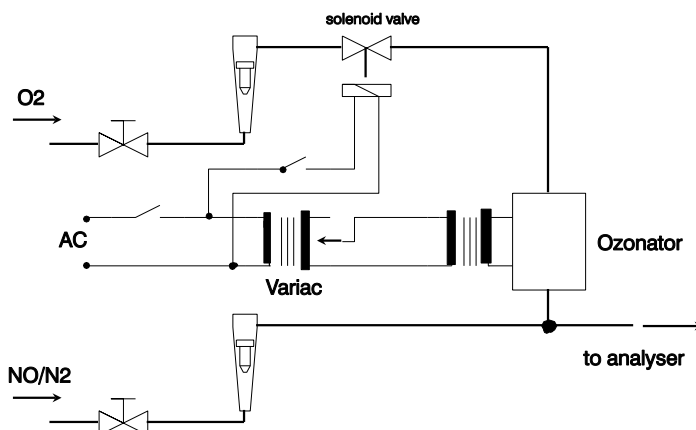 solenoid valve
O2
AC
Variac
Ozonator
NO/N2
to analyser